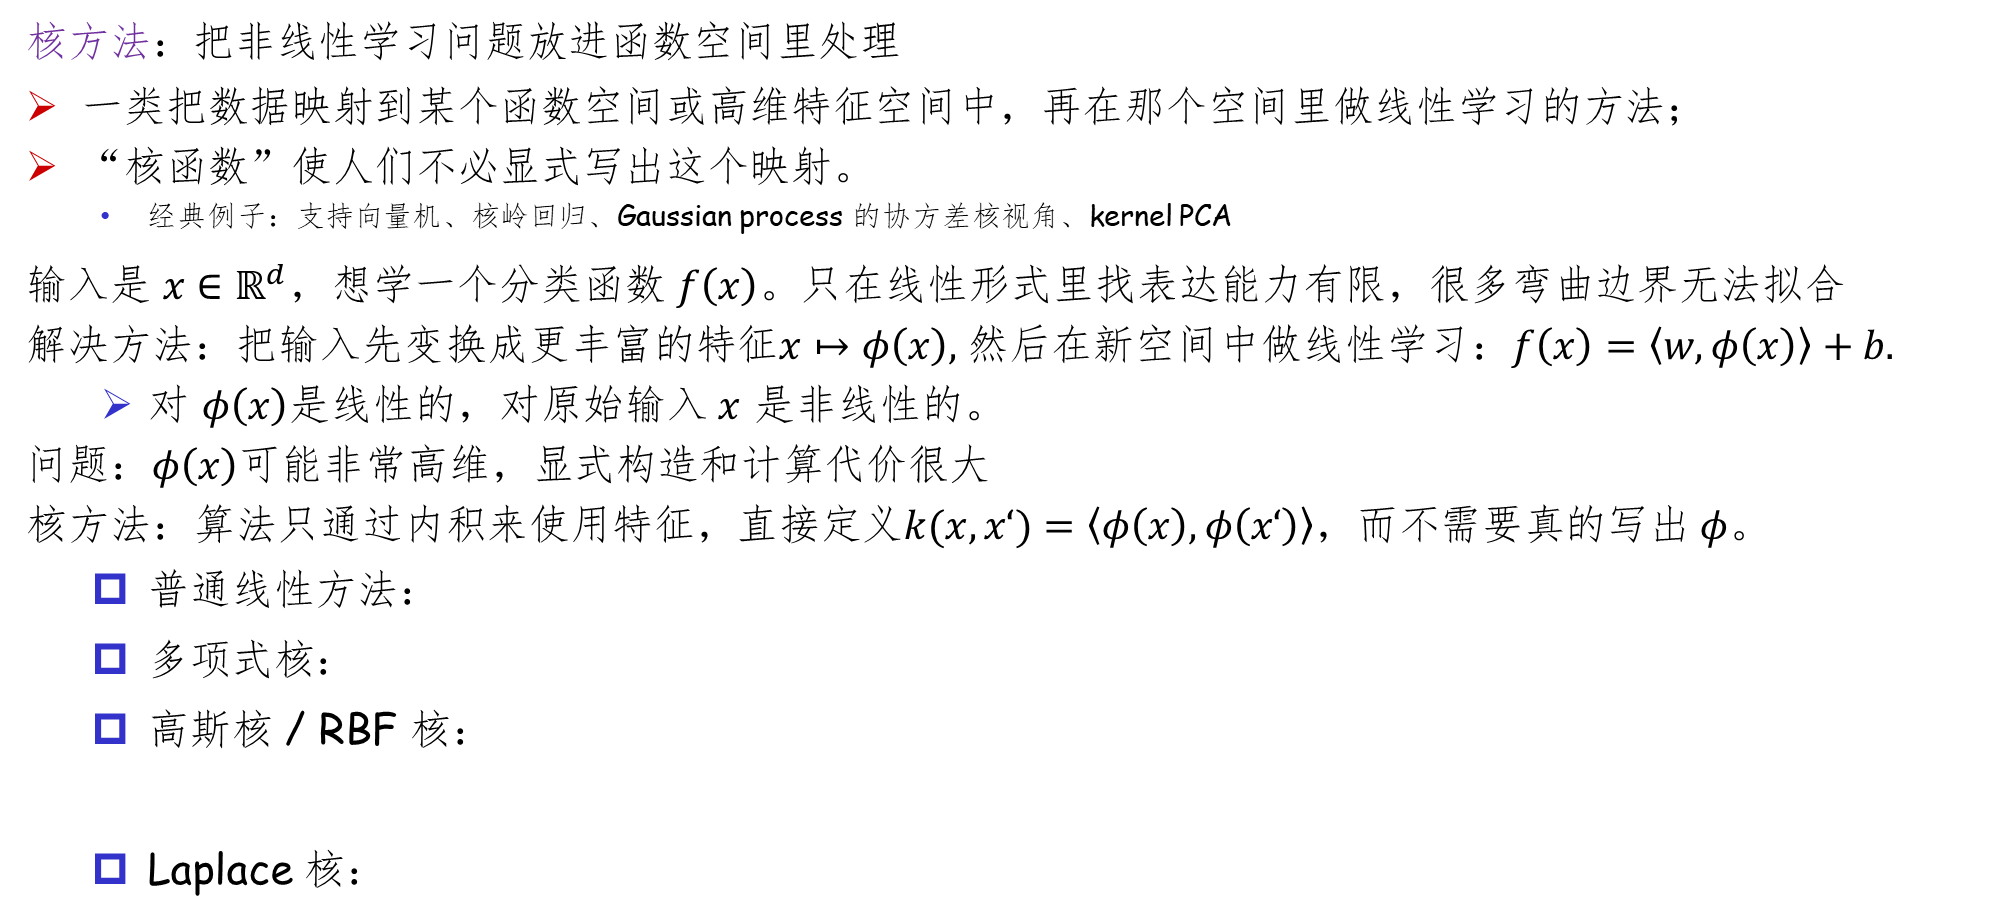 核方法：把非线性学习问题放进函数空间里处理
➢ 一类把数据映射到某个函数空间或高维特征空间中，再在那个空间里做线性学习的方法；
➢ “核函数”使人们不必显式写出这个映射。
• 经典例子：支持向量机、核岭回归、Gaussian process 的协方差核视角、kernel PCA
输入是 x ∈ ℝᵈ，想学一个分类函数 f(x)。只在线性形式里找表达能力有限，很多弯曲边界无法拟合
解决方法：把输入先变换成更丰富的特征x ↦ ϕ(x), 然后在新空间中做线性学习：f(x) = ⟨w, ϕ(x)⟩ + b.
➢ 对 ϕ(x)是线性的，对原始输入 x 是非线性的。
问题：ϕ(x)可能非常高维，显式构造和计算代价很大
核方法：算法只通过内积来使用特征，直接定义k(x, x‘) = ⟨ϕ(x), ϕ(x‘)⟩，而不需要真的写出 ϕ。
❑ 普通线性方法：
❑ 多项式核：
❑ 高斯核 / RBF 核：
❑ Laplace 核：